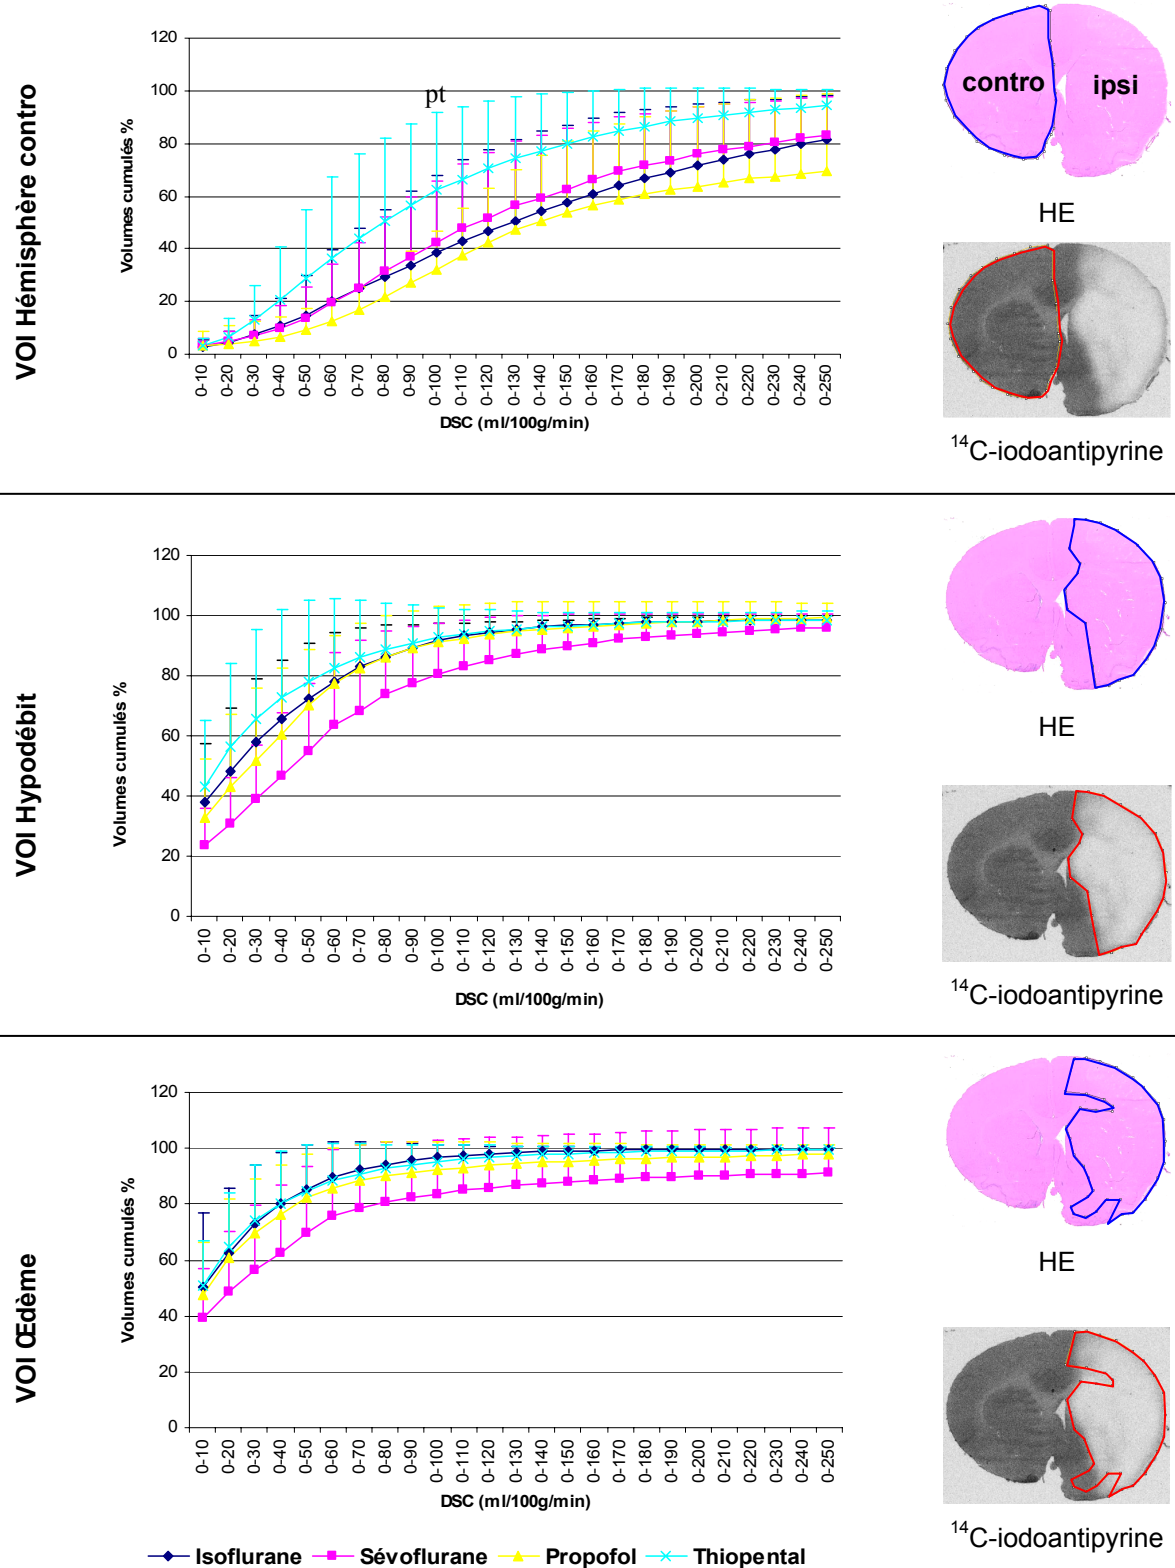 VOI Hémisphère contro
Volumes cumulés %
120
100
80
60
40
20
0
pt
0-10 0-20 0-30 0-40 0-50 0-60 0-70 0-80 0-90 0-100 0-110 0-120 0-130 0-140 0-150 0-160 0-170 0-180 0-190 0-200 0-210 0-220 0-230 0-240 0-250
DSC (ml/100g/min)
contro ipsi
HE
14C-iodoantipyrine
VOI Hypodébit
Volumes cumulés %
120
100
80
60
40
20
0
0-10 0-20 0-30 0-40 0-50 0-60 0-70 0-80 0-90 0-100 0-110 0-120 0-130 0-140 0-150 0-160 0-170 0-180 0-190 0-200 0-210 0-220 0-230 0-240 0-250
DSC (ml/100g/min)
HE
14C-iodoantipyrine
VOI Œdème
Volumes cumulés %
120
100
80
60
40
20
0
0-10 0-20 0-30 0-40 0-50 0-60 0-70 0-80 0-90 0-100 0-110 0-120 0-130 0-140 0-150 0-160 0-170 0-180 0-190 0-200 0-210 0-220 0-230 0-240 0-250
DSC (ml/100g/min)
HE
14C-iodoantipyrine
Isoflurane Sévoflurane Propofol Thiopental